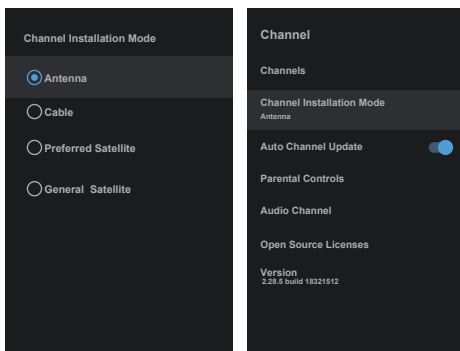 Channel Installation Mode
Antenna
Cable
Preferred Satellite
General Satellite
Channel
Channels
Channel Installation Mode
Antenna
Auto Channel Update
Parental Controls
Audio Channel
Open Source Licenses
Version
2.28.5 build 18321512